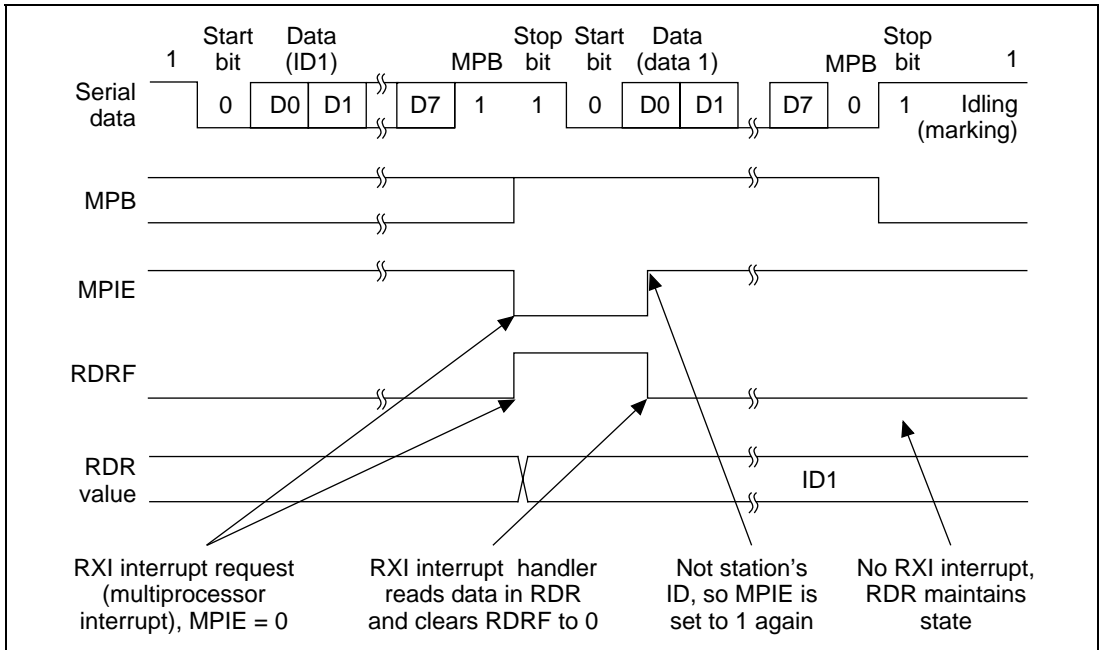 1 Start bit Data (ID1) MPB Stop bit Start bit Data (data 1) MPB Stop bit 1
Serial data 0 D0 D1 D7 1 1 0 D0 D1 D7 0 1 Idling (marking)
MPB
MPIE
RDRF
RDR value ID1
RXI interrupt request (multiprocessor interrupt), MPIE = 0
RXI interrupt handler reads data in RDR and clears RDRF to 0
Not station's ID, so MPIE is set to 1 again
No RXI interrupt, RDR maintains state